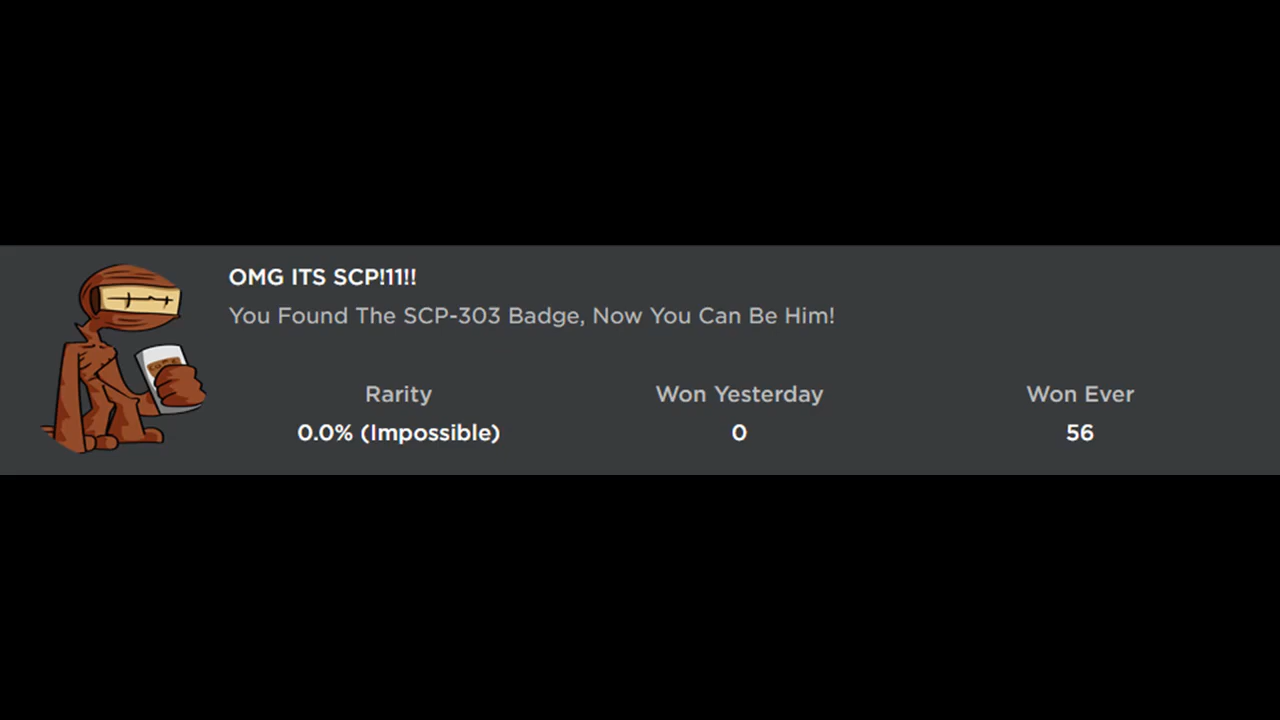 OMG ITS SCP!11!!
You Found The SCP-303 Badge, Now You Can Be Him!
Rarity Won Yesterday Won Ever
0.0% (Impossible) 0 56